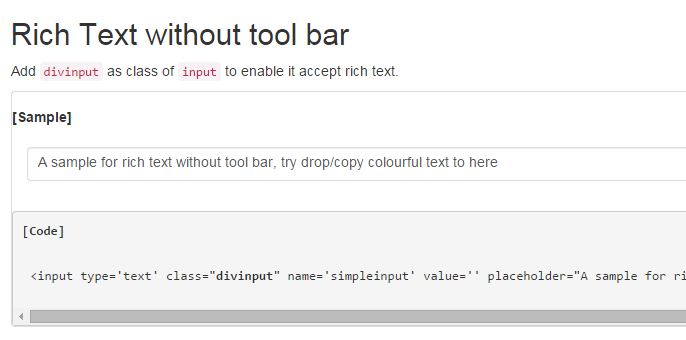 Rich Text without tool bar
Add divinput as class of input to enable it accept rich text.
[Sample]
A sample for rich text without tool bar, try drop/copy colourful text to here
[Code]
<input type='text' class="divinput" name='simpleinput' value='' placeholder="A sample for ri